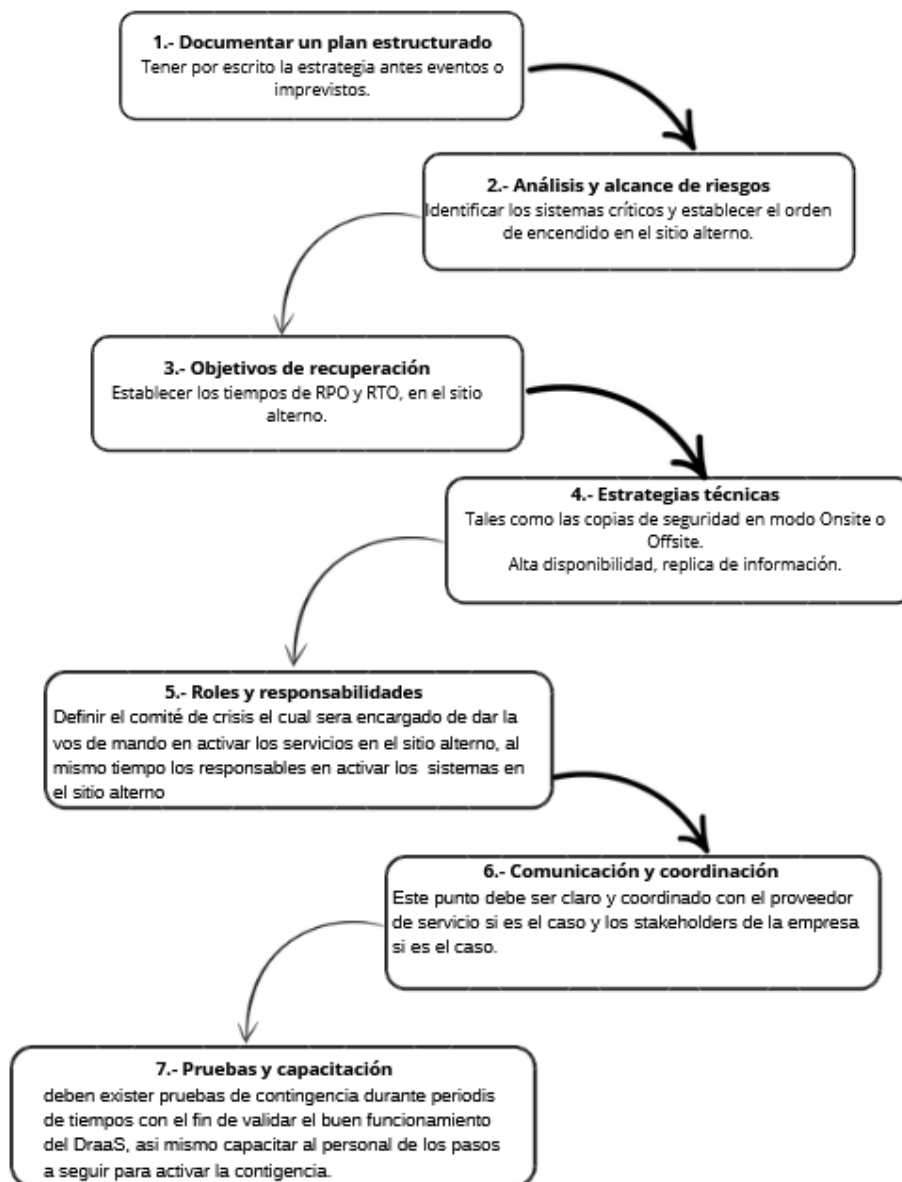 1.- Documentar un plan estructurado
Tener por escrito la estrategia antes eventos o
imprevistos.
2.- Análisis y alcance de riesgos
Identificar los sistemas críticos y establecer el orden
de encendido en el sitio alterno.
3.- Objetivos de recuperación
Establecer los tiempos de RPO y RTO, en el sitio
alterno.
4.- Estrategias técnicas
Tales como las copias de seguridad en modo Onsite o
Offsite.
Alta disponibilidad, replica de información.
5.- Roles y responsabilidades
Definir el comité de crisis el cual sera encargado de dar la
vos de mando en activar los servicios en el sitio alterno, al
mismo tiempo los responsables en activar los sistemas en
el sitio alterno
6.- Comunicación y coordinación
Este punto debe ser claro y coordinado con el proveedor
de servicio si es el caso y los stakeholders de la empresa
si es el caso.
7.- Pruebas y capacitación
deben exister pruebas de contingencia durante periodis
de tiempos con el fin de validar el buen funcionamiento
del DraaS, asi mismo capacitar al personal de los pasos
a seguir para activar la contigencia.